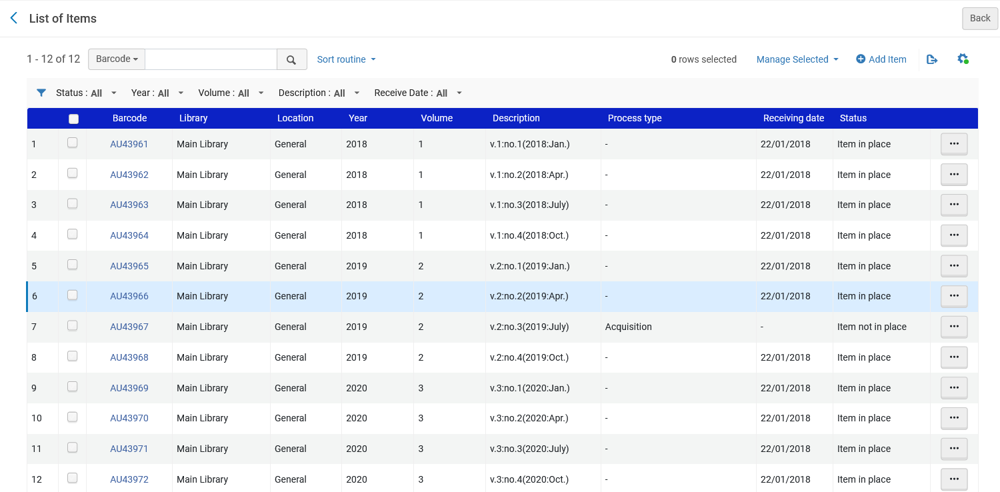 List of Items
Back
1 - 12 of 12 Barcode Sort routine 0 rows selected Manage Selected Add Item
Status : All Year : All Volume : All Description : All Receive Date : All
Barcode Library Location Year Volume Description Process type Receiving date Status
1 AU43961 Main Library General 2018 1 v.1:no.1(2018:Jan.) - 22/01/2018 Item in place
2 AU43962 Main Library General 2018 1 v.1:no.2(2018:Apr.) - 22/01/2018 Item in place
3 AU43963 Main Library General 2018 1 v.1:no.3(2018:July) - 22/01/2018 Item in place
4 AU43964 Main Library General 2018 1 v.1:no.4(2018:Oct.) - 22/01/2018 Item in place
5 AU43965 Main Library General 2019 2 v.2:no.1(2019:Jan.) - 22/01/2018 Item in place
6 AU43966 Main Library General 2019 2 v.2:no.2(2019:Apr.) - 22/01/2018 Item in place
7 AU43967 Main Library General 2019 2 v.2:no.3(2019:July) Acquisition - Item not in place
8 AU43968 Main Library General 2019 2 v.2:no.4(2019:Oct.) - 22/01/2018 Item in place
9 AU43969 Main Library General 2020 3 v.3:no.1(2020:Jan.) - 22/01/2018 Item in place
10 AU43970 Main Library General 2020 3 v.3:no.2(2020:Apr.) - 22/01/2018 Item in place
11 AU43971 Main Library General 2020 3 v.3:no.3(2020:July) - 22/01/2018 Item in place
12 AU43972 Main Library General 2020 3 v.3:no.4(2020:Oct.) - 22/01/2018 Item in place